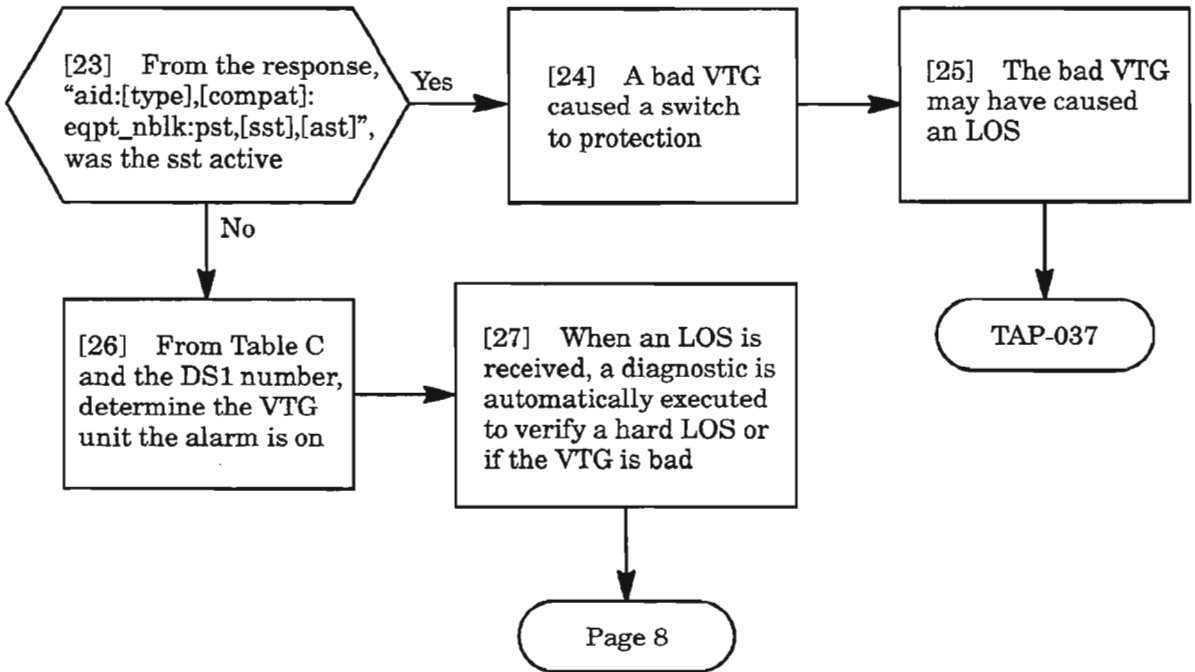 [23] From the response,
“aid:[type],[compat]:
eqpt_nblk:pst,[sst],[ast]”,
was the sst active
Yes
No
[24] A bad VTG
caused a switch
to protection
[25] The bad VTG
may have caused
an LOS
TAP-037
[26] From Table C
and the DS1 number,
determine the VTG
unit the alarm is on
[27] When an LOS is
received, a diagnostic is
automatically executed
to verify a hard LOS or
if the VTG is bad
Page 8